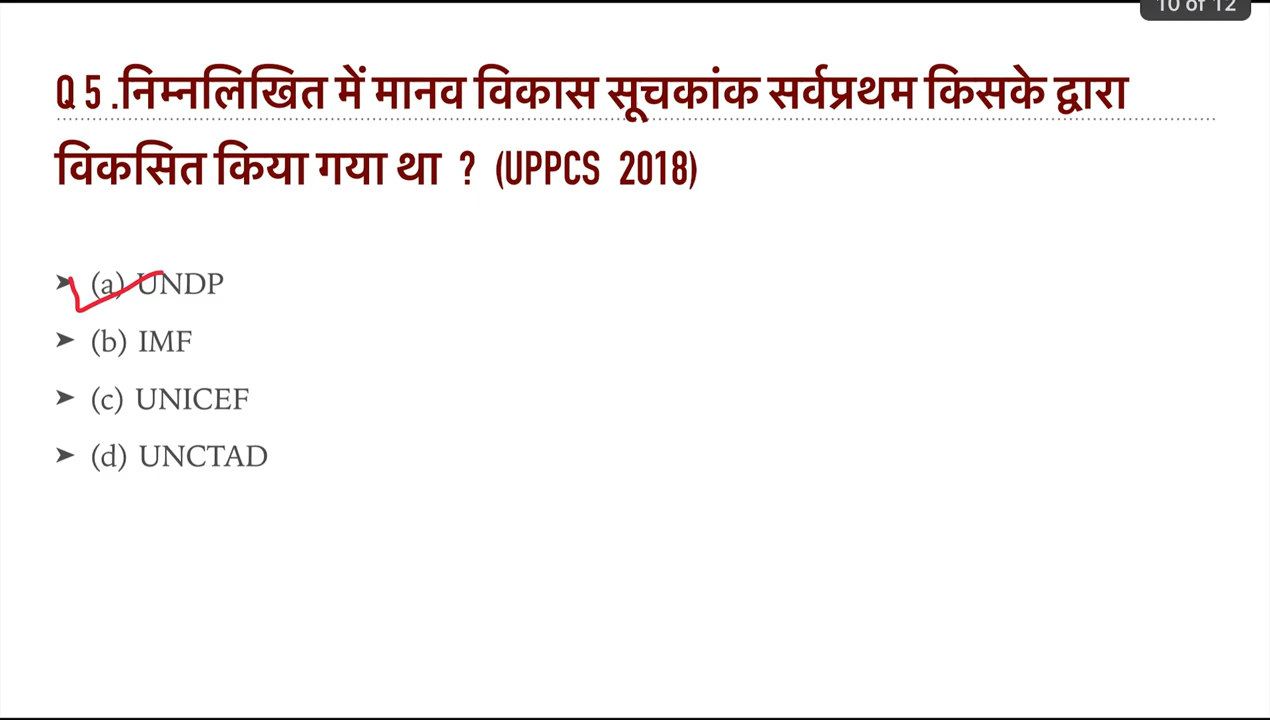 10 of 12
Q 5 .निम्नलिखित में मानव विकास सूचकांक सर्वप्रथम किसके द्वारा
विकसित किया गया था ? (UPPCS 2018)
➤ (a) UNDP
➤ (b) IMF
➤ (c) UNICEF
➤ (d) UNCTAD